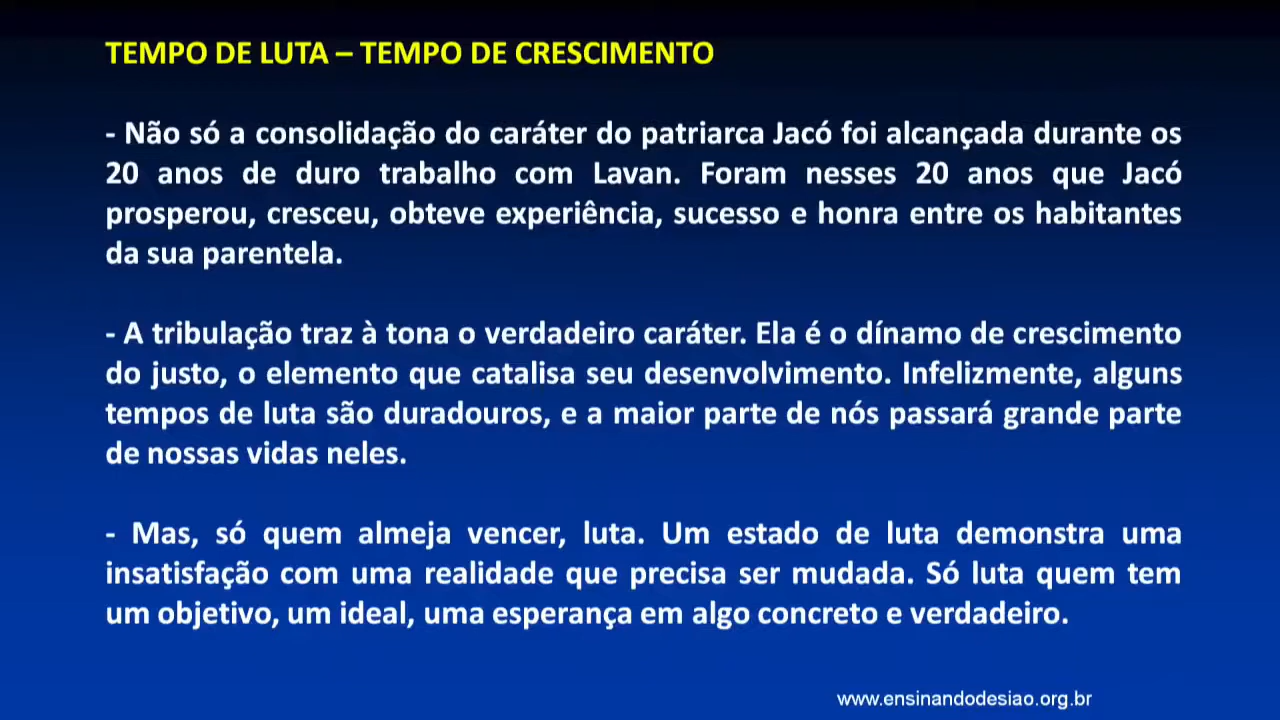 TEMPO DE LUTA – TEMPO DE CRESCIMENTO
- Não só a consolidação do caráter do patriarca Jacó foi alcançada durante os
20 anos de duro trabalho com Lavan. Foram nesses 20 anos que Jacó
prosperou, cresceu, obteve experiência, sucesso e honra entre os habitantes
da sua parentela.
- A tribulação traz à tona o verdadeiro caráter. Ela é o dínamo de crescimento
do justo, o elemento que catalisa seu desenvolvimento. Infelizmente, alguns
tempos de luta são duradouros, e a maior parte de nós passará grande parte
de nossas vidas neles.
- Mas, só quem almeja vencer, luta. Um estado de luta demonstra uma
insatisfação com uma realidade que precisa ser mudada. Só luta quem tem
um objetivo, um ideal, uma esperança em algo concreto e verdadeiro.
www.ensinandodesiao.org.br